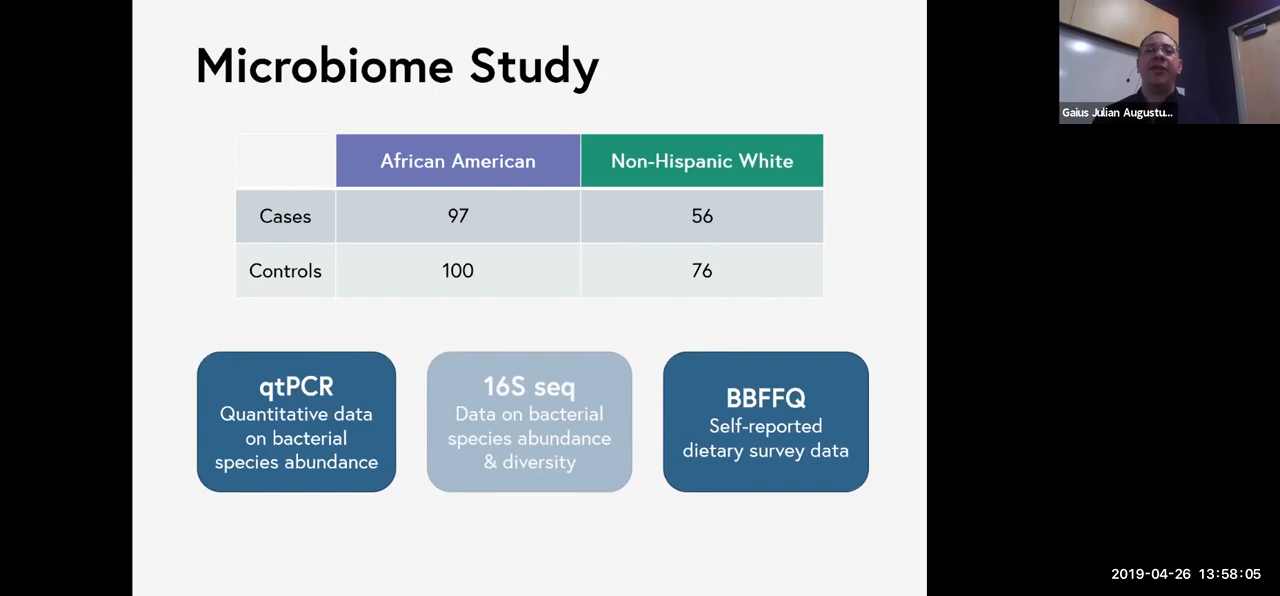 Microbiome Study
African American Non-Hispanic White
Cases 97 56
Controls 100 76
qtPCR
Quantitative data
on bacterial
species abundance
16S seq
Data on bacterial
species abundance
& diversity
BBFFQ
Self-reported
dietary survey data
Gaius Julian Augustu...
2019-04-26 13:58:05